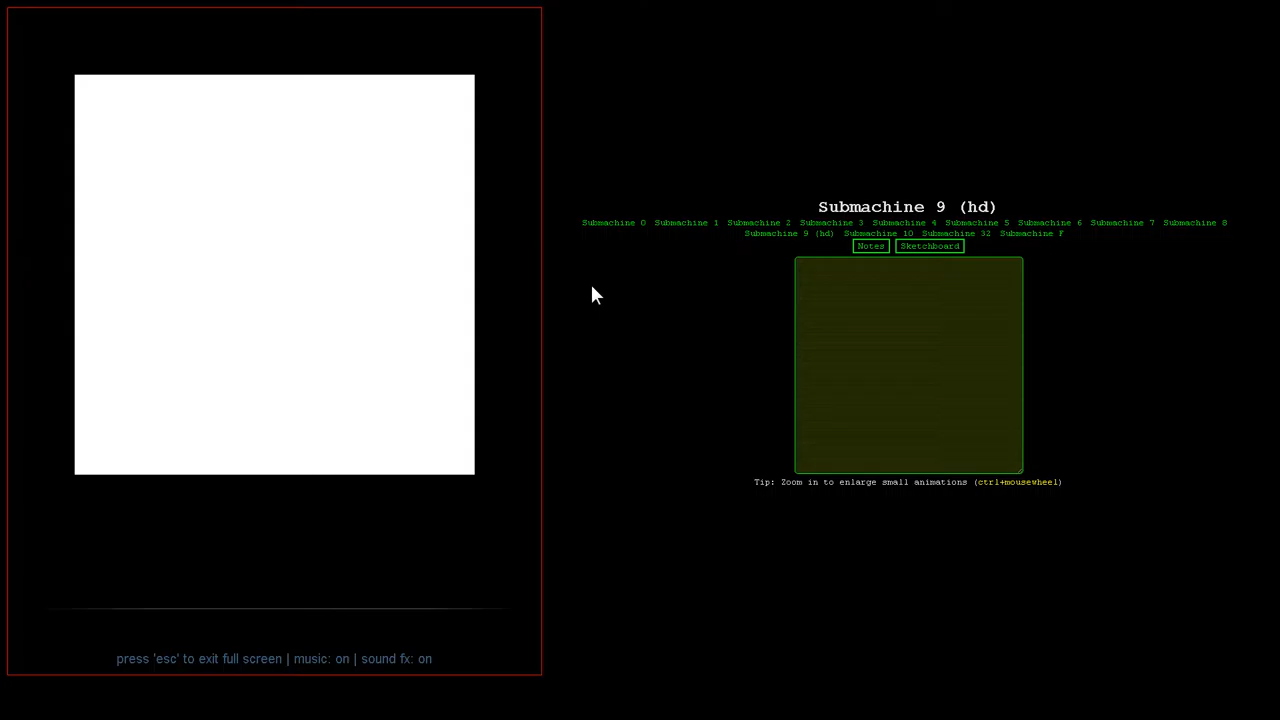 Submachine 9 (hd)
Submachine 0 Submachine 1 Submachine 2 Submachine 3 Submachine 4 Submachine 5 Submachine 6 Submachine 7 Submachine 8
Submachine 9 (hd) Submachine 10 Submachine 32 Submachine F
Notes Sketchboard
Tip: Zoom in to enlarge small animations (ctrl+mousewheel)
press 'esc' to exit full screen | music: on | sound fx: on